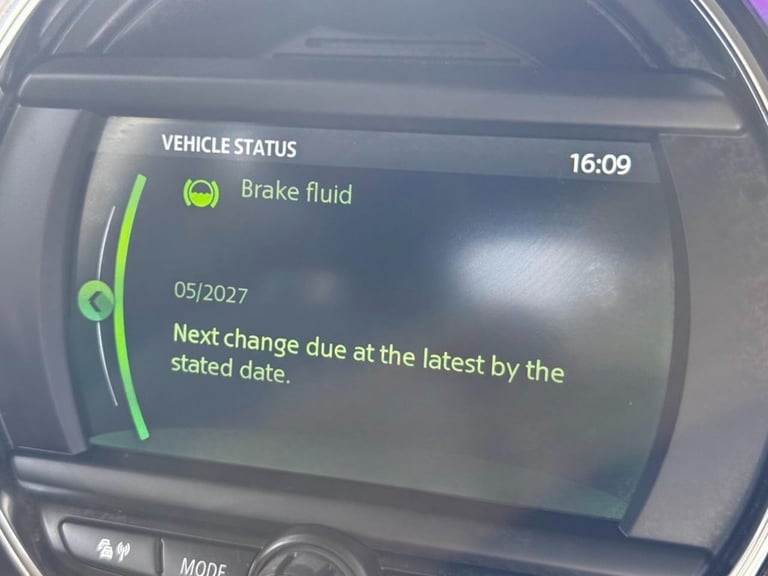 VEHICLE STATUS
16:09
Brake fluid
05/2027
Next change due at the latest by the
stated date.
MODE